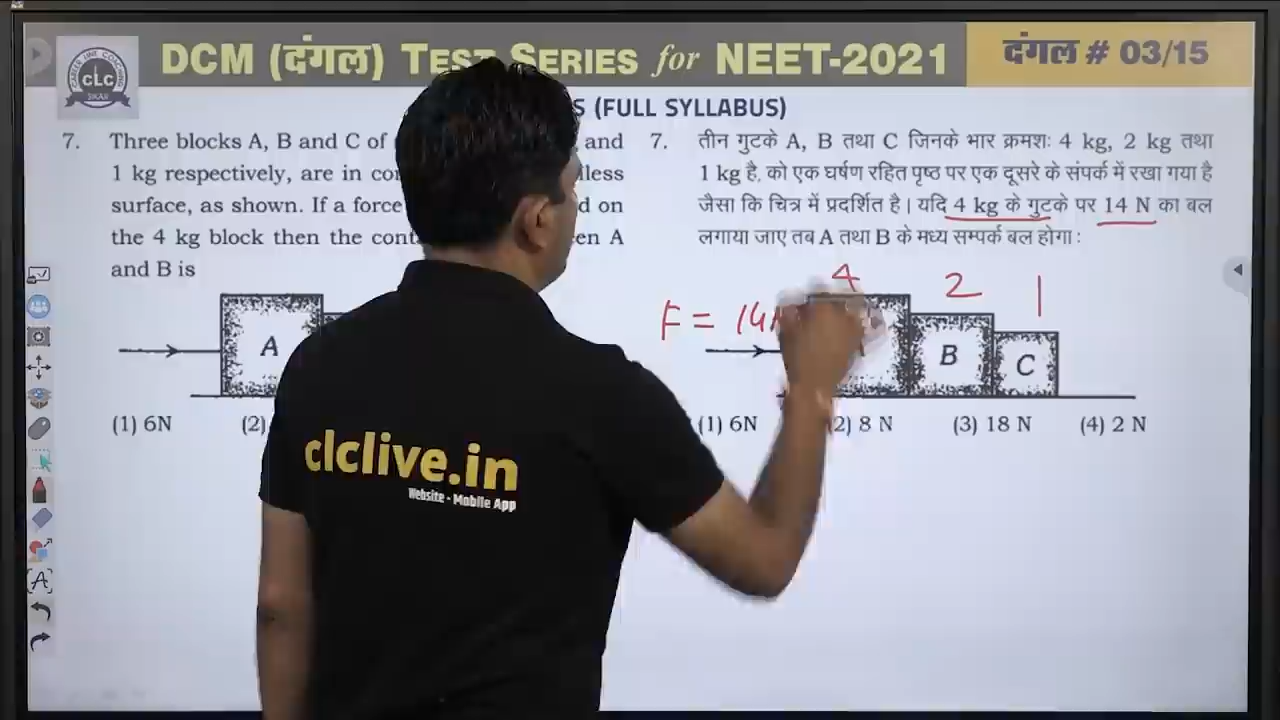 DCM (दंगल) TEST SERIES for NEET-2021
दंगल # 03/15
CLC
SIKAR
(FULL SYLLABUS)
7. Three blocks A, B and C of and
1 kg respectively, are in
surface, as shown. If a force on
the 4 kg block then the A
and B is
A
(1) 6N (2)
7. तीन गुटके A, B तथा C जिनके भार क्रमशः 4 kg, 2 kg तथा
1 kg है, को एक घर्षण रहित पृष्ठ पर एक दूसरे के संपर्क में रखा गया है
जैसा कि चित्र में प्रदर्शित है। यदि 4 kg के गुटके पर 14 N का बल
लगाया जाए तब A तथा B के मध्य सम्पर्क बल होगा :
4 2 1
F = 14
B C
(1) 6N (2) 8 N (3) 18 N (4) 2 N
clclive.in
Website - Mobile App